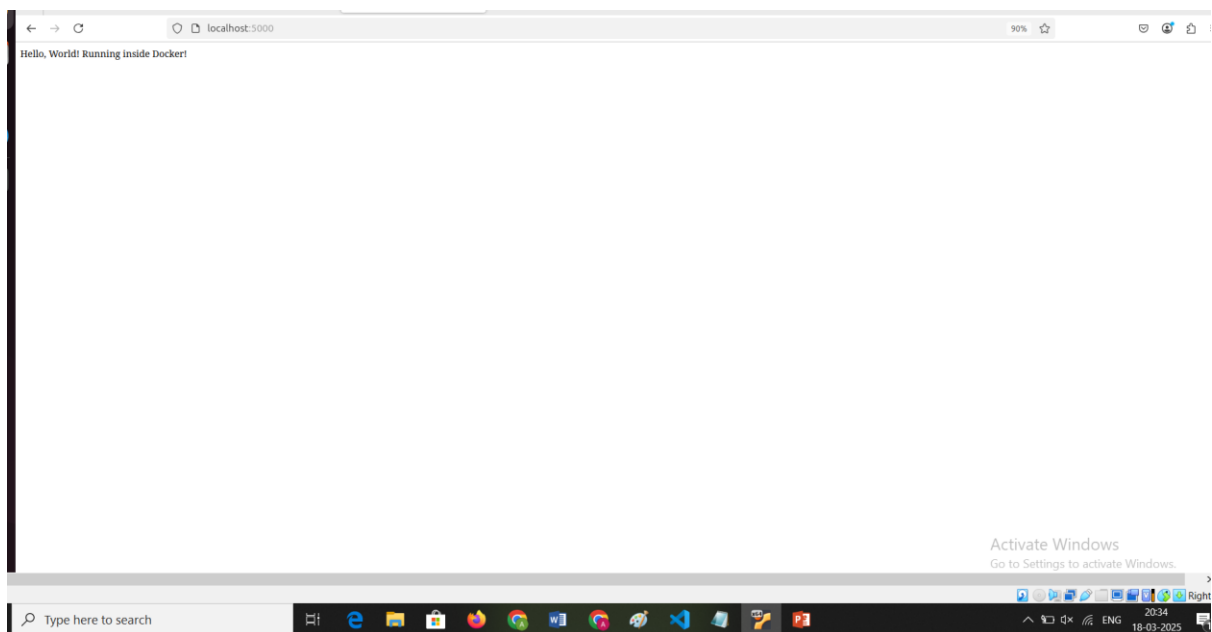 localhost:5000
90%
Hello, World! Running inside Docker!
Activate Windows
Go to Settings to activate Windows.
Right
Type here to search
ENG
20:34
18-03-2025